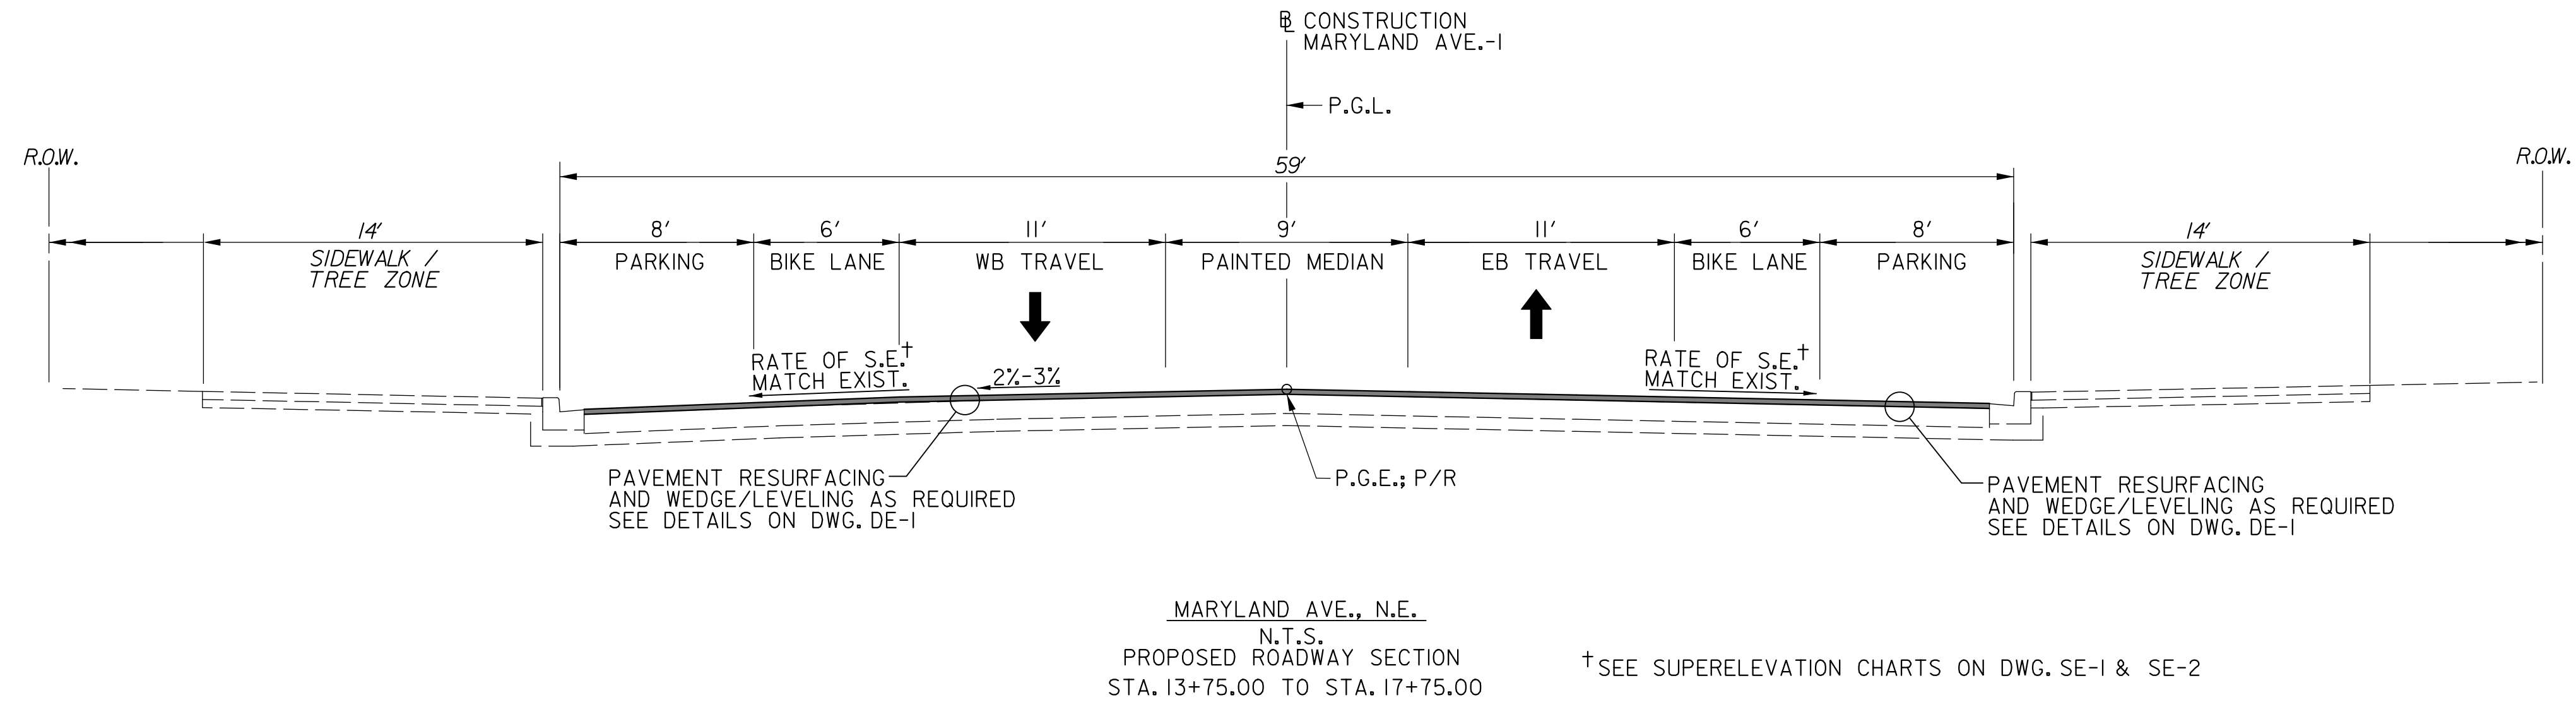 ℄ CONSTRUCTION
MARYLAND AVE.-1
P.G.L.
R.O.W.
R.O.W.
59'
14'
8'
6'
11'
9'
11'
6'
8'
14'
SIDEWALK /
TREE ZONE
PARKING
BIKE LANE
WB TRAVEL
PAINTED MEDIAN
EB TRAVEL
BIKE LANE
PARKING
SIDEWALK /
TREE ZONE
RATE OF S.E.†
MATCH EXIST.
2%-3%
RATE OF S.E.†
MATCH EXIST.
PAVEMENT RESURFACING
AND WEDGE/LEVELING AS REQUIRED
SEE DETAILS ON DWG. DE-1
P.G.E.; P/R
PAVEMENT RESURFACING
AND WEDGE/LEVELING AS REQUIRED
SEE DETAILS ON DWG. DE-1
MARYLAND AVE., N.E.
N.T.S.
PROPOSED ROADWAY SECTION
STA. 13+75.00 TO STA. 17+75.00
† SEE SUPERELEVATION CHARTS ON DWG. SE-1 & SE-2